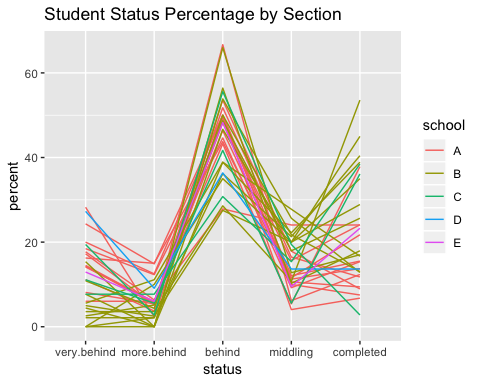 Student Status Percentage by Section
60
40
20
0
percent
very.behind more.behind behind middling completed
status
school
A
B
C
D
E